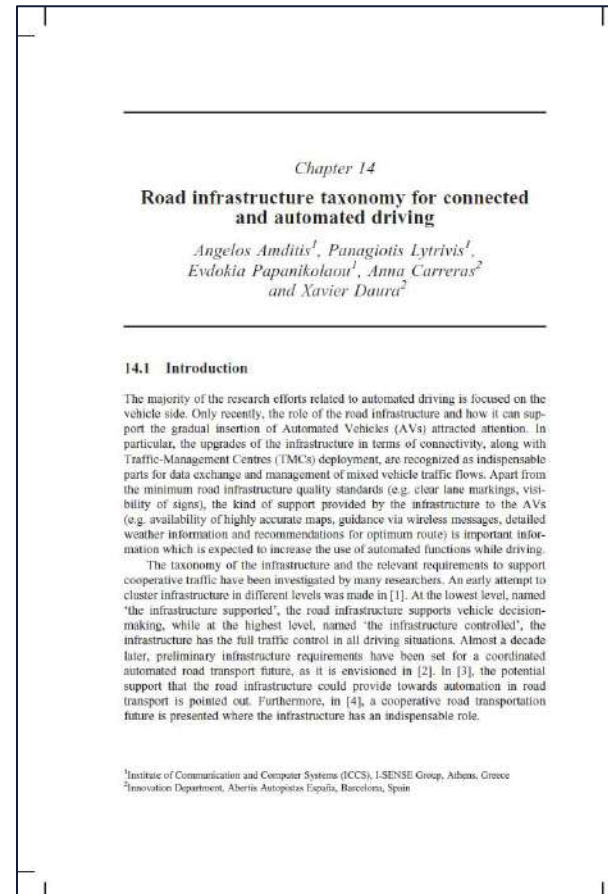 Chapter 14
Road infrastructure taxonomy for connected
and automated driving
Angelos Amditis¹, Panagiotis Lytrivis¹,
Evdokia Papanikolaou¹, Anna Carreras²
and Xavier Daura²
14.1 Introduction
The majority of the research efforts related to automated driving is focused on the
vehicle side. Only recently, the role of the road infrastructure and how it can sup-
port the gradual insertion of Automated Vehicles (AVs) attracted attention. In
particular, the upgrades of the infrastructure in terms of connectivity, along with
Traffic-Management Centres (TMCs) deployment, are recognized as indispensable
parts for data exchange and management of mixed vehicle traffic flows. Apart from
the minimum road infrastructure quality standards (e.g. clear lane markings, visi-
bility of signs), the kind of support provided by the infrastructure to the AVs
(e.g. availability of highly accurate maps, guidance via wireless messages, detailed
weather information and recommendations for optimum route) is important infor-
mation which is expected to increase the use of automated functions while driving.
The taxonomy of the infrastructure and the relevant requirements to support
cooperative traffic have been investigated by many researchers. An early attempt to
cluster infrastructure in different levels was made in [1]. At the lowest level, named
‘the infrastructure supported’, the road infrastructure supports vehicle decision-
making, while at the highest level, named ‘the infrastructure controlled’, the
infrastructure has the full traffic control in all driving situations. Almost a decade
later, preliminary infrastructure requirements have been set for a coordinated
automated road transport future, as it is envisioned in [2]. In [3], the potential
support that the road infrastructure could provide towards automation in road
transport is pointed out. Furthermore, in [4], a cooperative road transportation
future is presented where the infrastructure has an indispensable role.
¹Institute of Communication and Computer Systems (ICCS), I-SENSE Group, Athens, Greece
²Innovation Department, Abertis Autopistas España, Barcelona, Spain